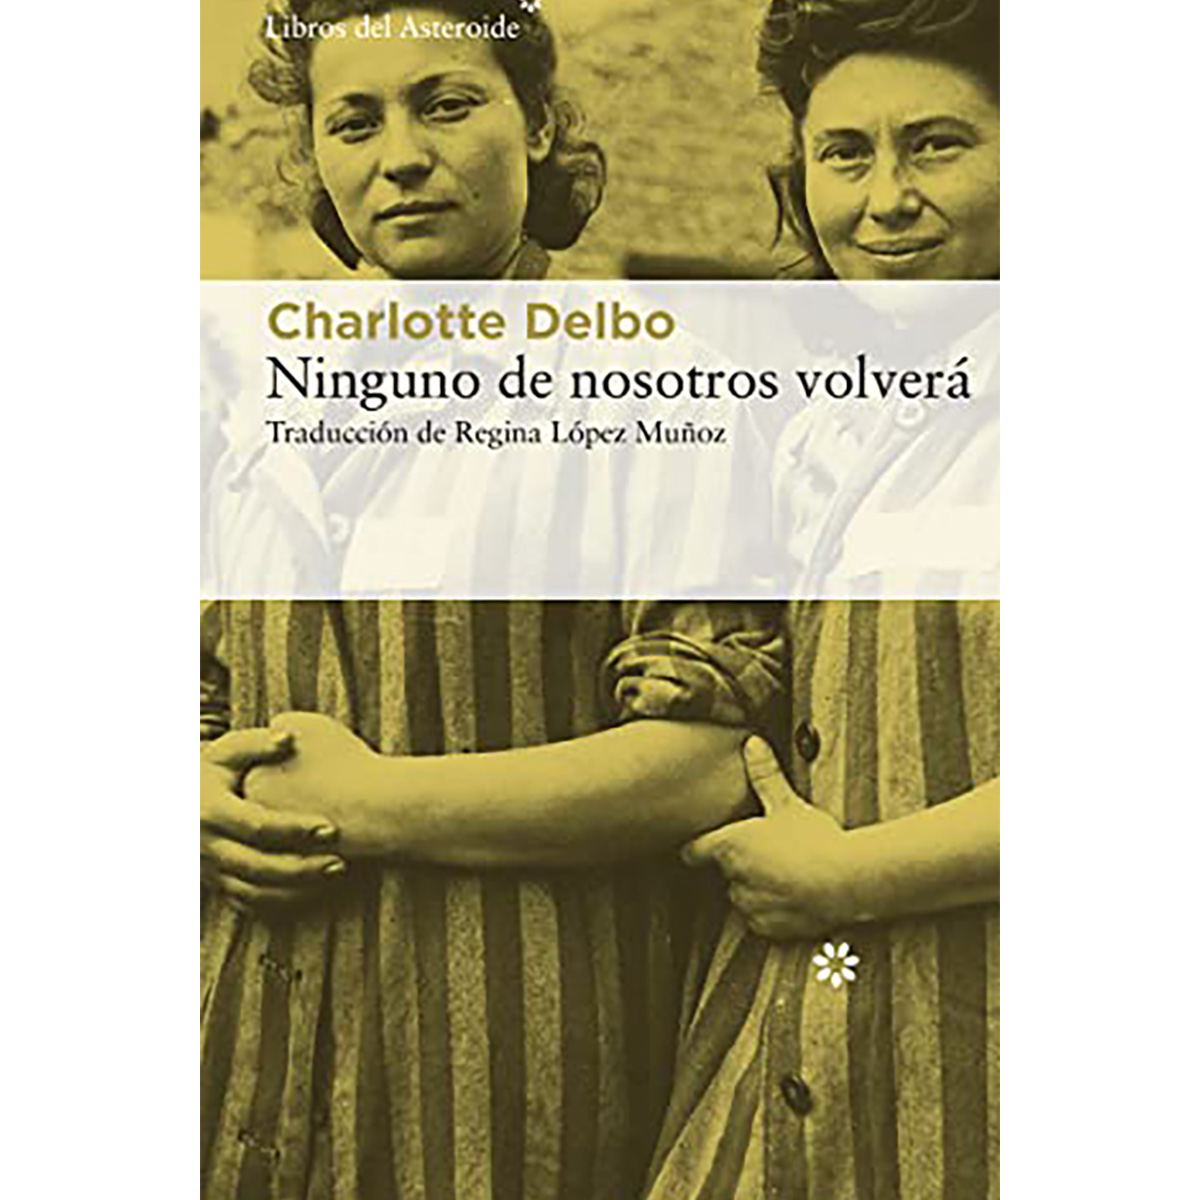 Libros del Asteroide
Charlotte Delbo
Ninguno de nosotros volverá
Traducción de Regina López Muñoz